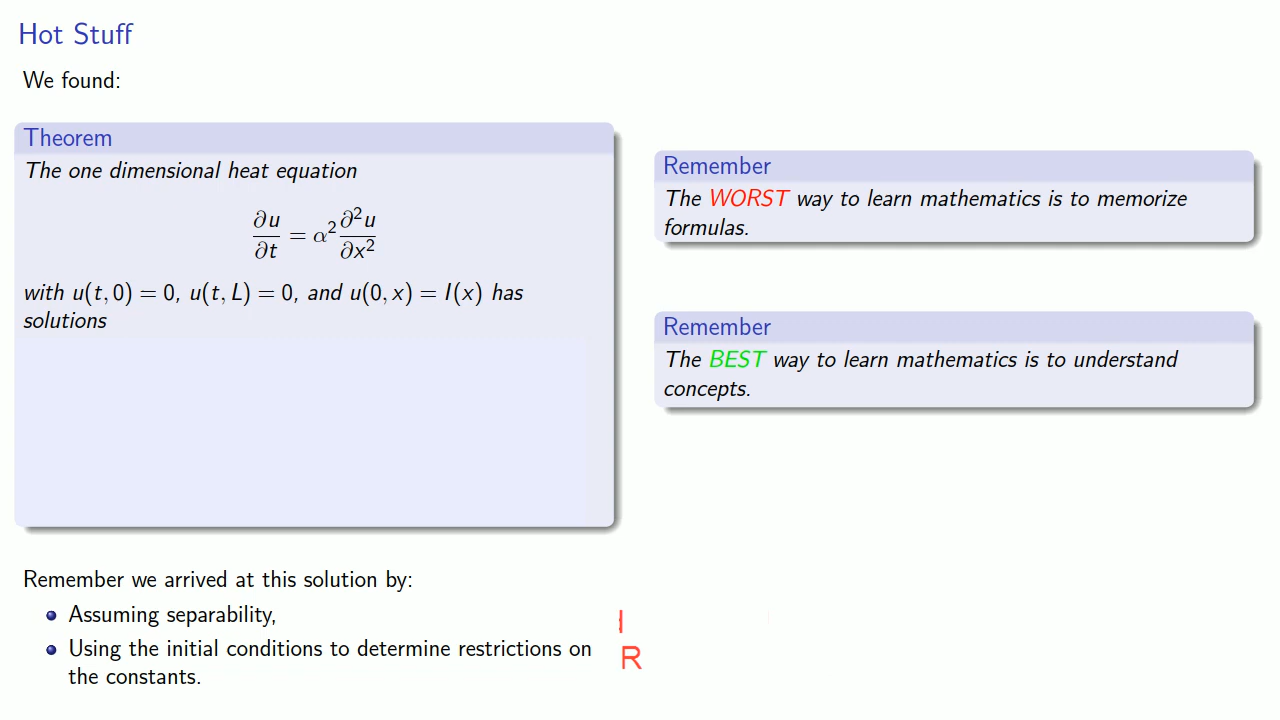 Hot Stuff
We found:
Theorem
The one dimensional heat equation
∂u/∂t = α² ∂²u/∂x²
with u(t, 0) = 0, u(t, L) = 0, and u(0, x) = I(x) has
solutions
Remember
The WORST way to learn mathematics is to memorize
formulas.
Remember
The BEST way to learn mathematics is to understand
concepts.
Remember we arrived at this solution by:
Assuming separability,
Using the initial conditions to determine restrictions on
the constants.
R